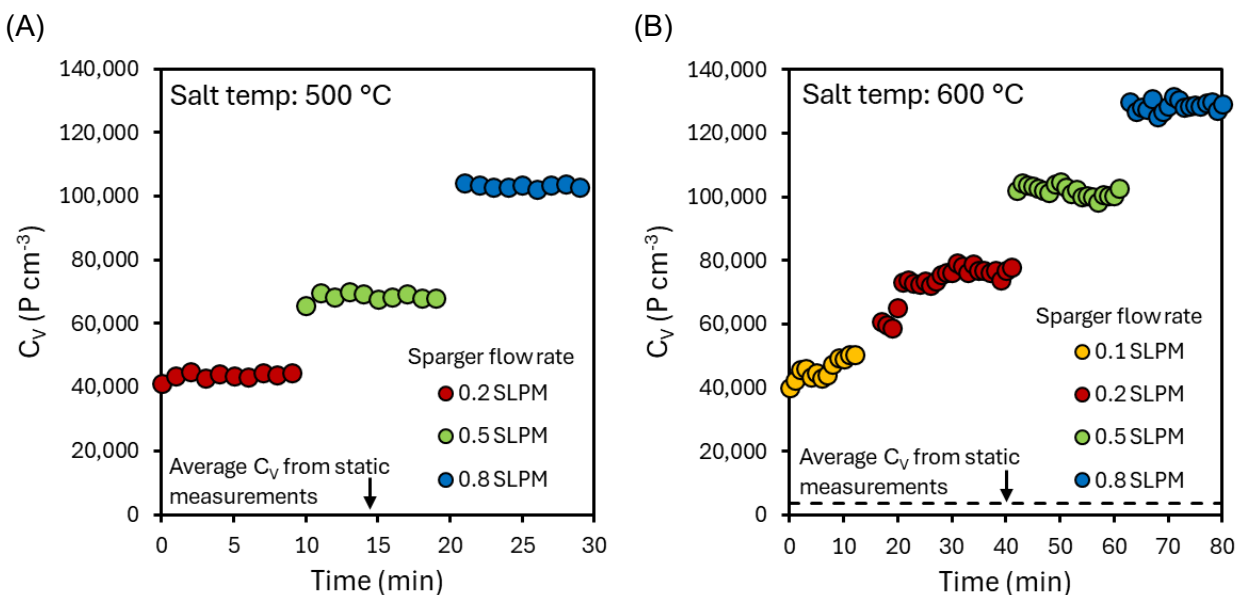 (A)
Salt temp: 500 °C
C_V (P cm⁻³)
140,000
120,000
100,000
80,000
60,000
40,000
20,000
0
Sparger flow rate
0.2 SLPM
0.5 SLPM
0.8 SLPM
Average C_V from static
measurements
0 5 10 15 20 25 30
Time (min)
(B)
Salt temp: 600 °C
C_V (P cm⁻³)
140,000
120,000
100,000
80,000
60,000
40,000
20,000
0
Sparger flow rate
0.1 SLPM
0.2 SLPM
0.5 SLPM
0.8 SLPM
Average C_V from static
measurements
0 10 20 30 40 50 60 70 80
Time (min)